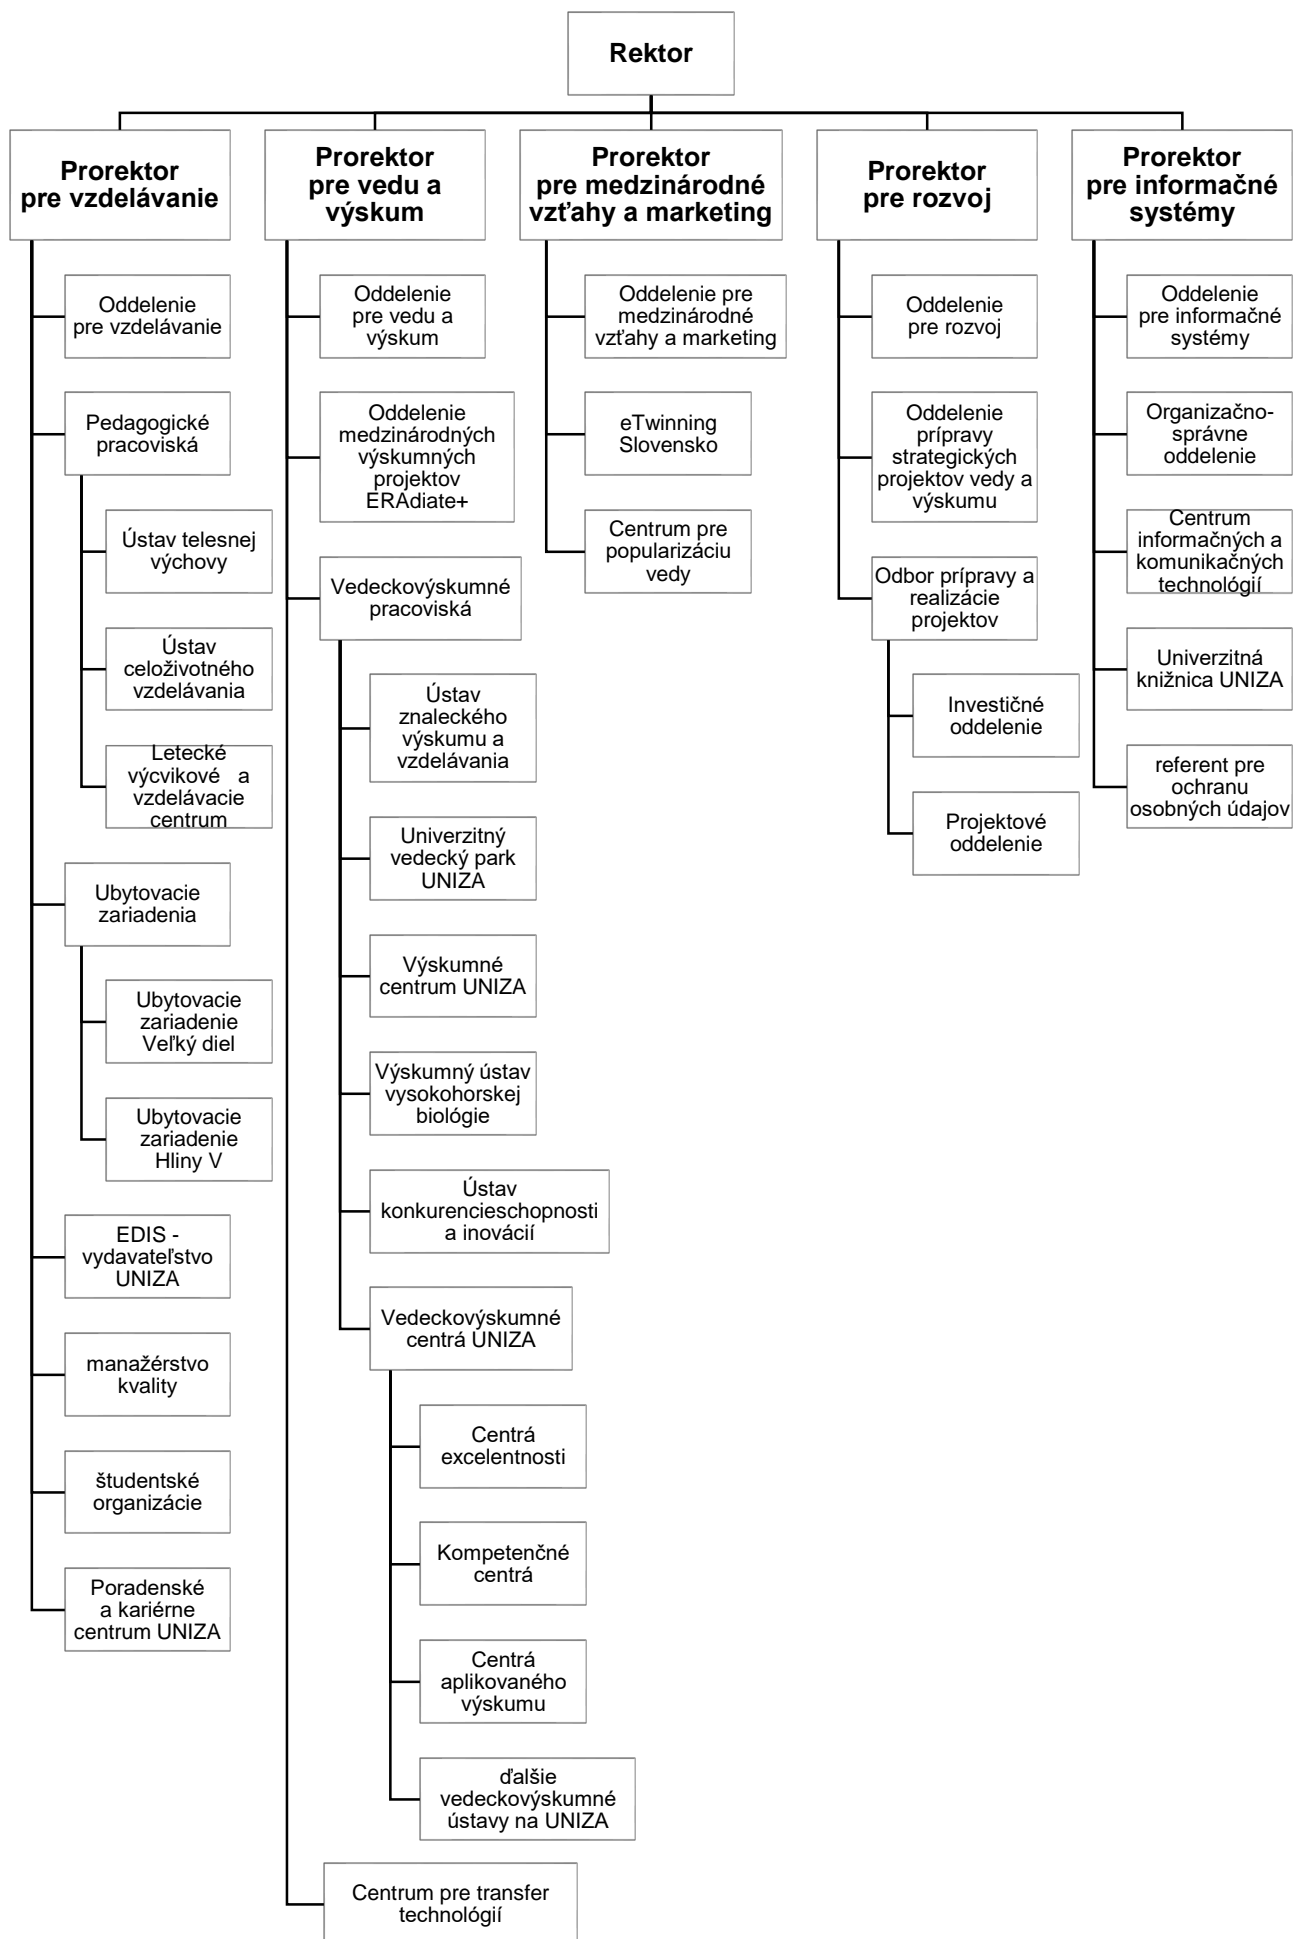 Rektor
Prorektor
pre vzdelávanie
Oddelenie
pre vzdelávanie
Pedagogické
pracoviská
Ústav telesnej
výchovy
Ústav
celoživotného
vzdelávania
Letecké
výcvikové a
vzdelávacie
centrum
Ubytovacie
zariadenia
Ubytovacie
zariadenie
Veľký diel
Ubytovacie
zariadenie
Hliny V
EDIS -
vydavateľstvo
UNIZA
manažérstvo
kvality
študentské
organizácie
Poradenské
a kariérne
centrum UNIZA
Prorektor
pre vedu a
výskum
Oddelenie
pre vedu a
výskum
Oddelenie
medzinárodných
výskumných
projektov
ERAdiate+
Vedeckovýskumné
pracoviská
Ústav
znaleckého
výskumu a
vzdelávania
Univerzitný
vedecký park
UNIZA
Výskumné
centrum UNIZA
Výskumný ústav
vysokohorskej
biológie
Ústav
konkurencieschopnosti
a inovácií
Vedeckovýskumné
centrá UNIZA
Centrá
excelentnosti
Kompetenčné
centrá
Centrá
aplikovaného
výskumu
ďalšie
vedeckovýskumné
ústavy na UNIZA
Centrum pre transfer
technológií
Prorektor
pre medzinárodné
vzťahy a marketing
Oddelenie pre
medzinárodné
vzťahy a marketing
eTwinning
Slovensko
Centrum pre
popularizáciu
vedy
Prorektor
pre rozvoj
Oddelenie
pre rozvoj
Oddelenie
prípravy
strategických
projektov vedy a
výskumu
Odbor prípravy a
realizácie
projektov
Investičné
oddelenie
Projektové
oddelenie
Prorektor
pre informačné
systémy
Oddelenie
pre informačné
systémy
Organizačno-
správne
oddelenie
Centrum
informačných a
komunikačných
technológií
Univerzitná
knižnica UNIZA
referent pre
ochranu
osobných údajov